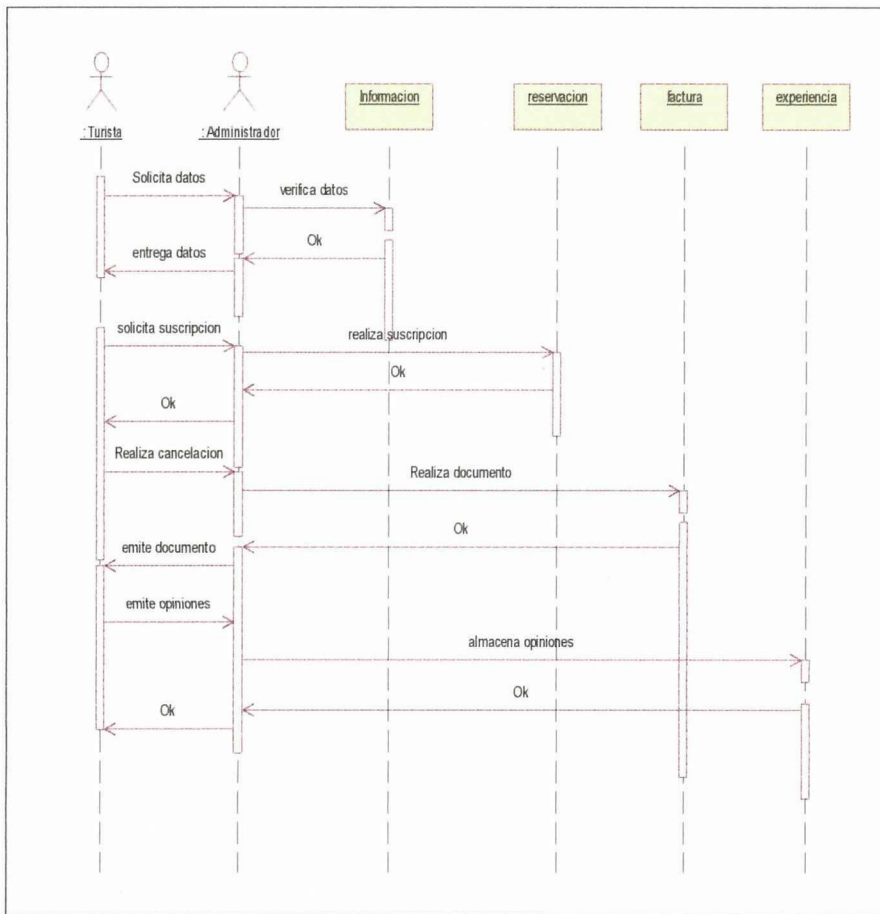 Informacion
reservacion
factura
experiencia
: Turista
: Administrador
Solicita datos
verifica datos
Ok
entrega datos
solicita suscripcion
realiza suscripcion
Ok
Ok
Realiza cancelacion
Realiza documento
Ok
emite documento
emite opiniones
almacena opiniones
Ok
Ok